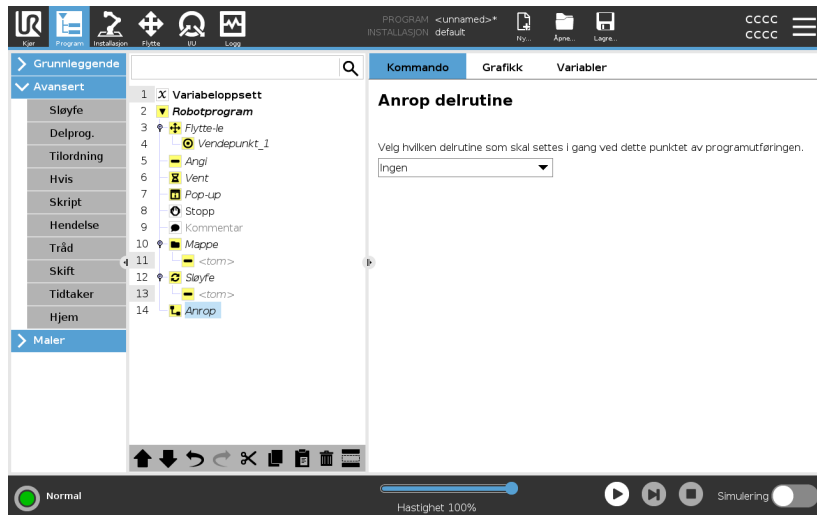 UR
Kjør
Program
Installasjon
Flytte
I/U
Logg
PROGRAM <unnamed>*
INSTALLASJON default
Ny...
Åpne...
Lagre...
CCCC
CCCC
Grunnleggende
Avansert
Sløyfe
Delprog.
Tilordning
Hvis
Skript
Hendelse
Tråd
Skift
Tidtaker
Hjem
Maler
1 X Variabeloppsett
2 Robotprogram
3 Flytte-le
4 Vendepunkt_1
5 Angi
6 Vent
7 Pop-up
8 Stopp
9 Kommentar
10 Mappe
11 <tom>
12 Sløyfe
13 <tom>
14 Anrop
Kommando Grafikk Variabler
Anrop delrutine
Velg hvilken delrutine som skal settes i gang ved dette punktet av programutføringen.
Ingen
Normal
Hastighet 100%
Simulering